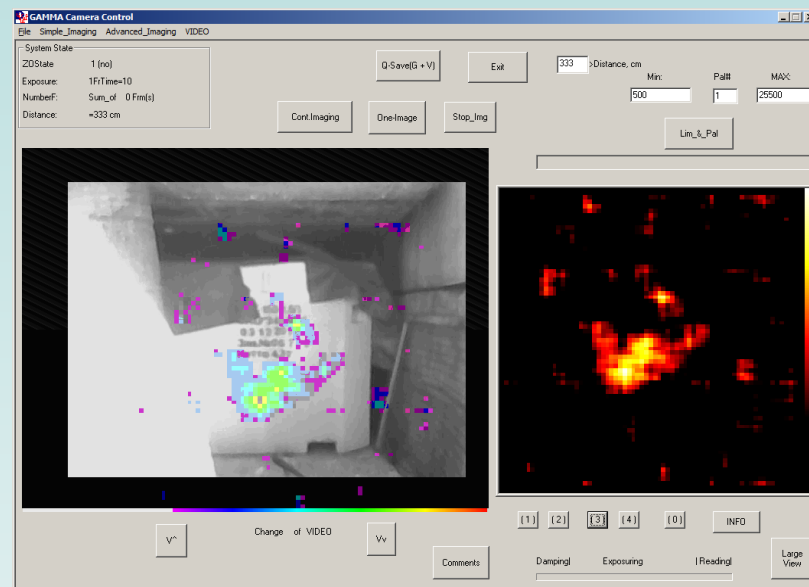 GAMMA Camera Control
File Simple_Imaging Advanced_Imaging VIDEO
System State
ZOState 1 (no)
Exposure: 1FrTime=10
NumberF: Sum_of 0 Frm(s)
Distance: =333 cm
Q-Save(G + V)
Exit
333 >Distance, cm
Min: Pal# MAX:
500 1 25500
Cont.Imaging One-Image Stop_Img
Lim_&_Pal
(1) (2) (3) (4) (0) INFO
V^ Change of VIDEO Vv
Comments
Damping| Exposuring | Reading|
Large
View